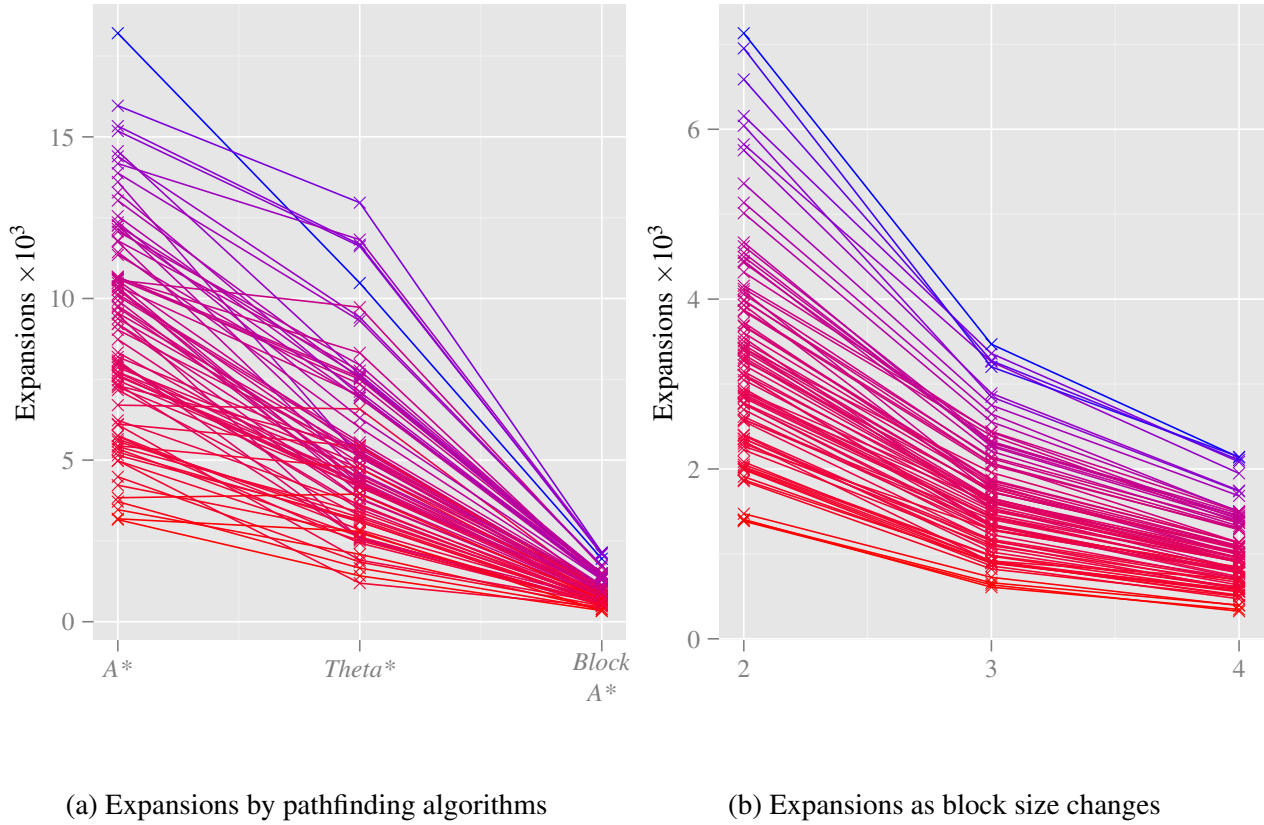 Expansions ×10³
15
10
5
0
A*
Theta*
Block
A*
(a) Expansions by pathfinding algorithms
Expansions ×10³
6
4
2
0
2
3
4
(b) Expansions as block size changes